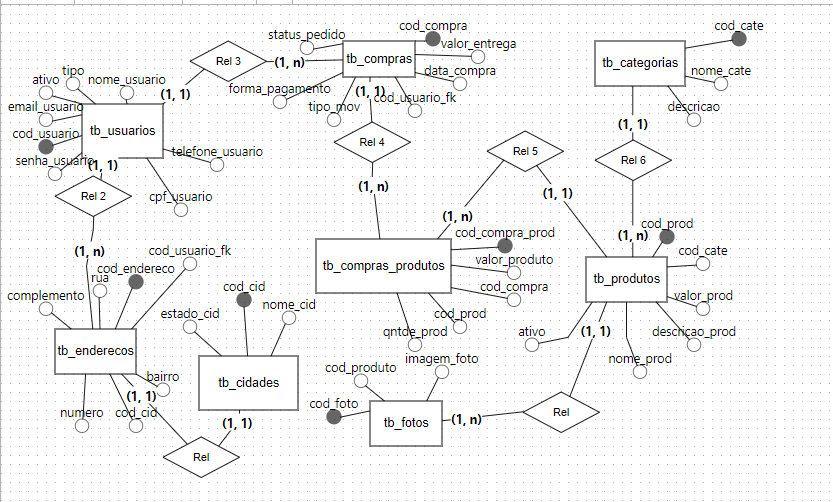 cod_compra
cod_cate
status_pedido
valor_entrega
Rel 3
(1, n)
tb_compras
tb_categorias
tipo
ativo
nome_usuario
data_compra
nome_cate
forma_pagamento
(1, 1)
(1, 1)
cod_usuario_fk
email_usuario
tipo_mov
descricao
tb_usuarios
(1, 1)
cod_usuario
Rel 4
Rel 5
telefone_usuario
senha_usuario
(1, 1)
Rel 6
(1, n)
(1, 1)
Rel 2
cpf_usuario
(1, n)
cod_prod
cod_compra_prod
(1, n)
(1, n)
cod_usuario_fk
cod_cate
cod_endereco
valor_produto
tb_compras_produtos
rua
cod_cid
tb_produtos
cod_compra
complemento
nome_cid
valor_prod
estado_cid
cod_prod
qntde_prod
ativo
(1, 1)
descricao_prod
tb_enderecos
imagem_foto
nome_prod
cod_produto
bairro
tb_cidades
(1, 1)
cod_foto
numero
cod_cid
Rel
(1, n)
tb_fotos
(1, 1)
Rel